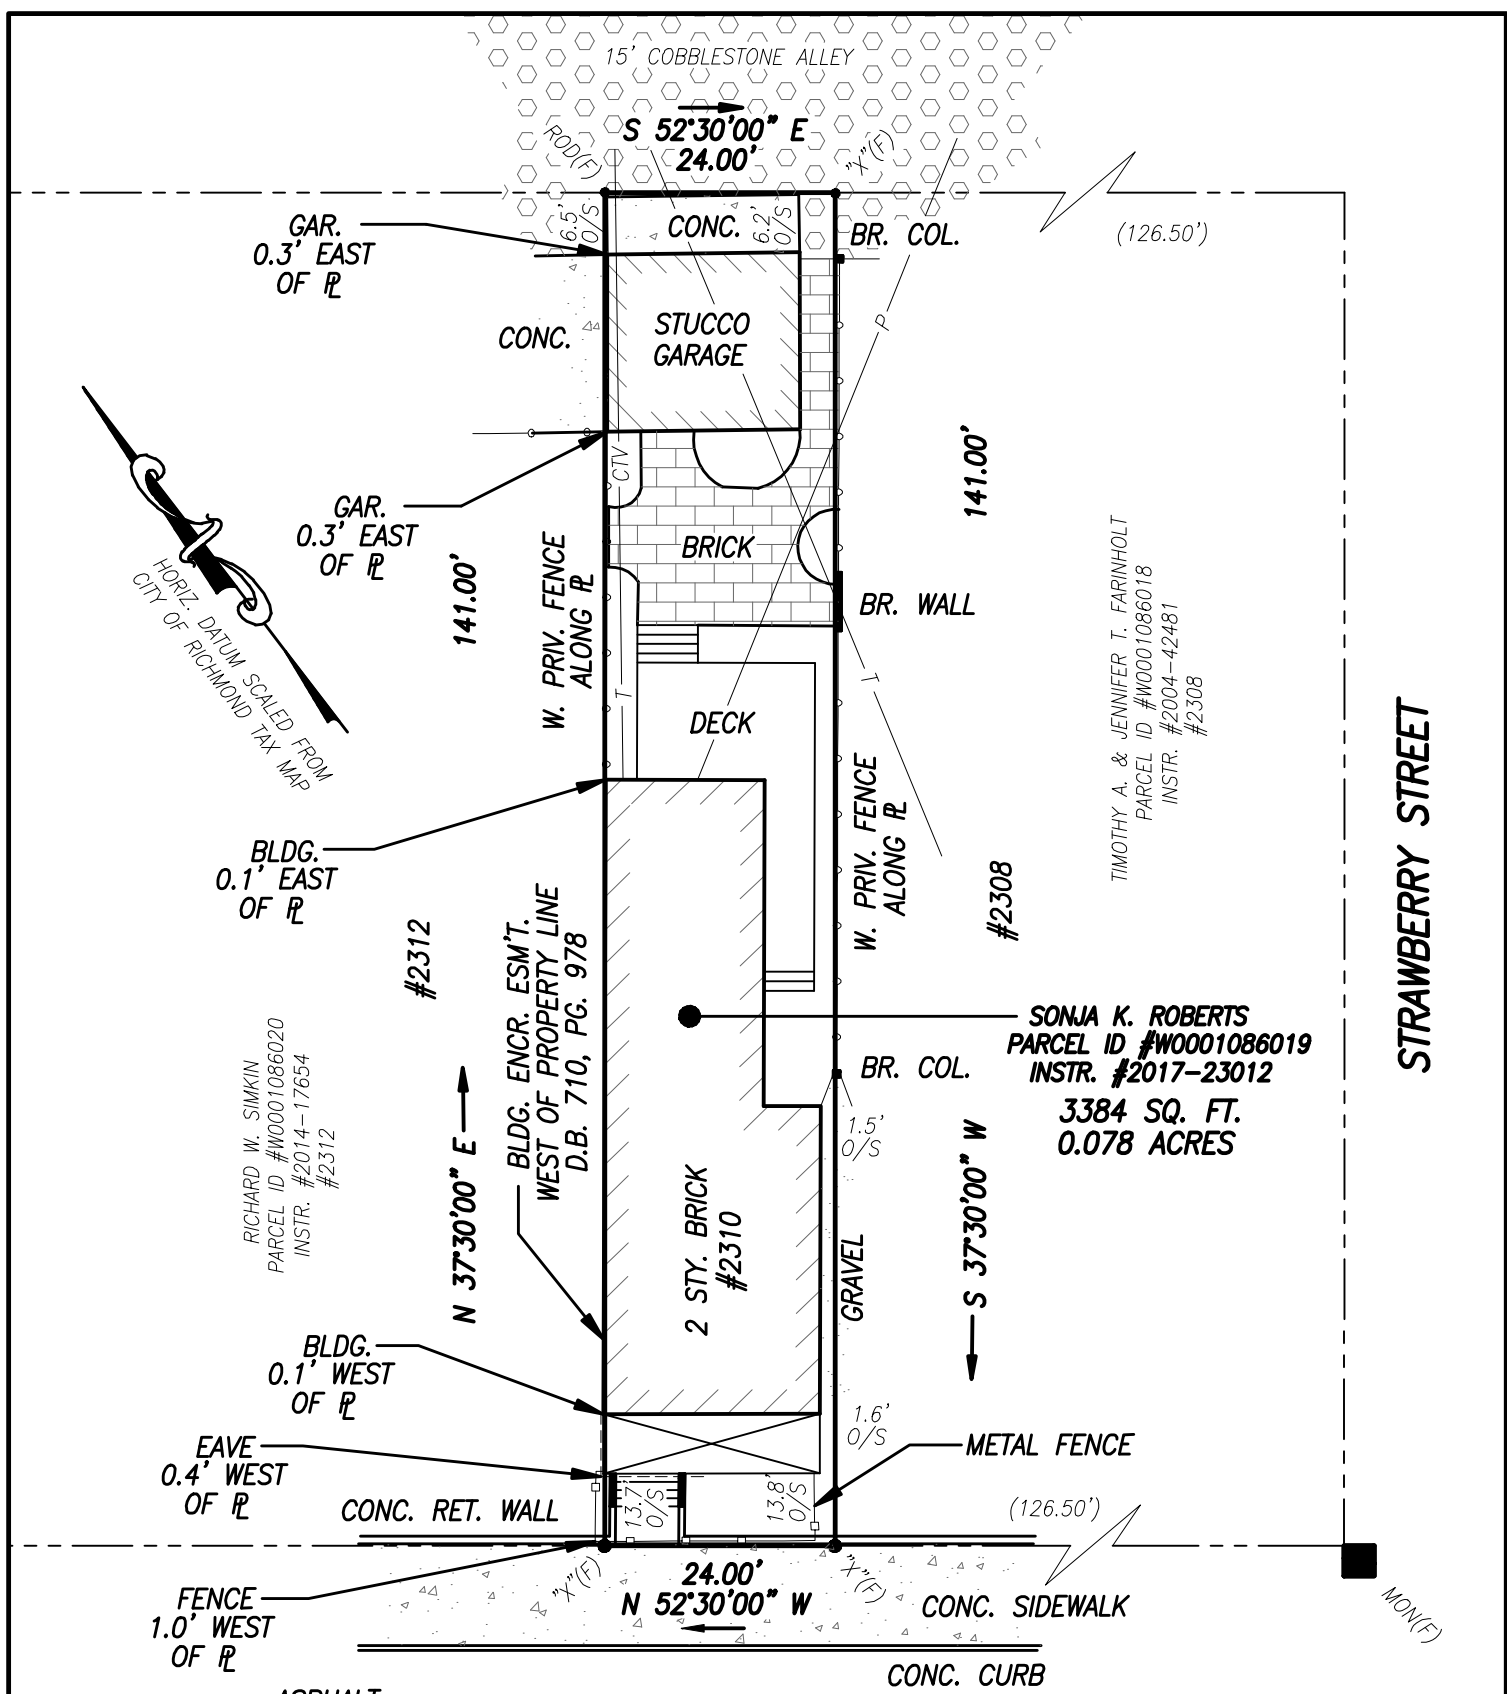 15' COBBLESTONE ALLEY
S 52°30'00" E
24.00'
ROD(F)
"X"(F)
6.5'
O/S
CONC.
6.2'
O/S
BR. COL.
(126.50')
GAR.
0.3' EAST
OF ℄
CONC.
STUCCO
GARAGE
P
GAR.
0.3' EAST
OF ℄
CTV
141.00'
141.00'
HORIZ. DATUM SCALED FROM
CITY OF RICHMOND TAX MAP
W. PRIV. FENCE
ALONG ℄
BRICK
BR. WALL
T
T
DECK
TIMOTHY A. & JENNIFER T. FARINHOLT
PARCEL ID #W0001086018
INSTR. #2004-42481
#2308
STRAWBERRY STREET
BLDG.
0.1' EAST
OF ℄
W. PRIV. FENCE
ALONG ℄
#2308
#2312
BLDG. ENCR. ESM'T.
WEST OF PROPERTY LINE
D.B. 710, PG. 978
SONJA K. ROBERTS
PARCEL ID #W0001086019
INSTR. #2017-23012
3384 SQ. FT.
0.078 ACRES
RICHARD W. SIMKIN
PARCEL ID #W0001086020
INSTR. #2014-17654
#2312
N 37°30'00" E
BR. COL.
1.5'
O/S
S 37°30'00" W
2 STY. BRICK
#2310
GRAVEL
BLDG.
0.1' WEST
OF ℄
1.6'
O/S
EAVE
0.4' WEST
OF ℄
METAL FENCE
13.7'
O/S
13.8'
O/S
CONC. RET. WALL
(126.50')
"X"(F)
24.00'
N 52°30'00" W
"X"(F)
FENCE
1.0' WEST
OF ℄
CONC. SIDEWALK
MON(F)
CONC. CURB
ASPHALT